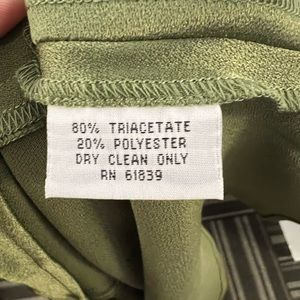 80% TRIACETATE
20% POLYESTER
DRY CLEAN ONLY
RN 61839